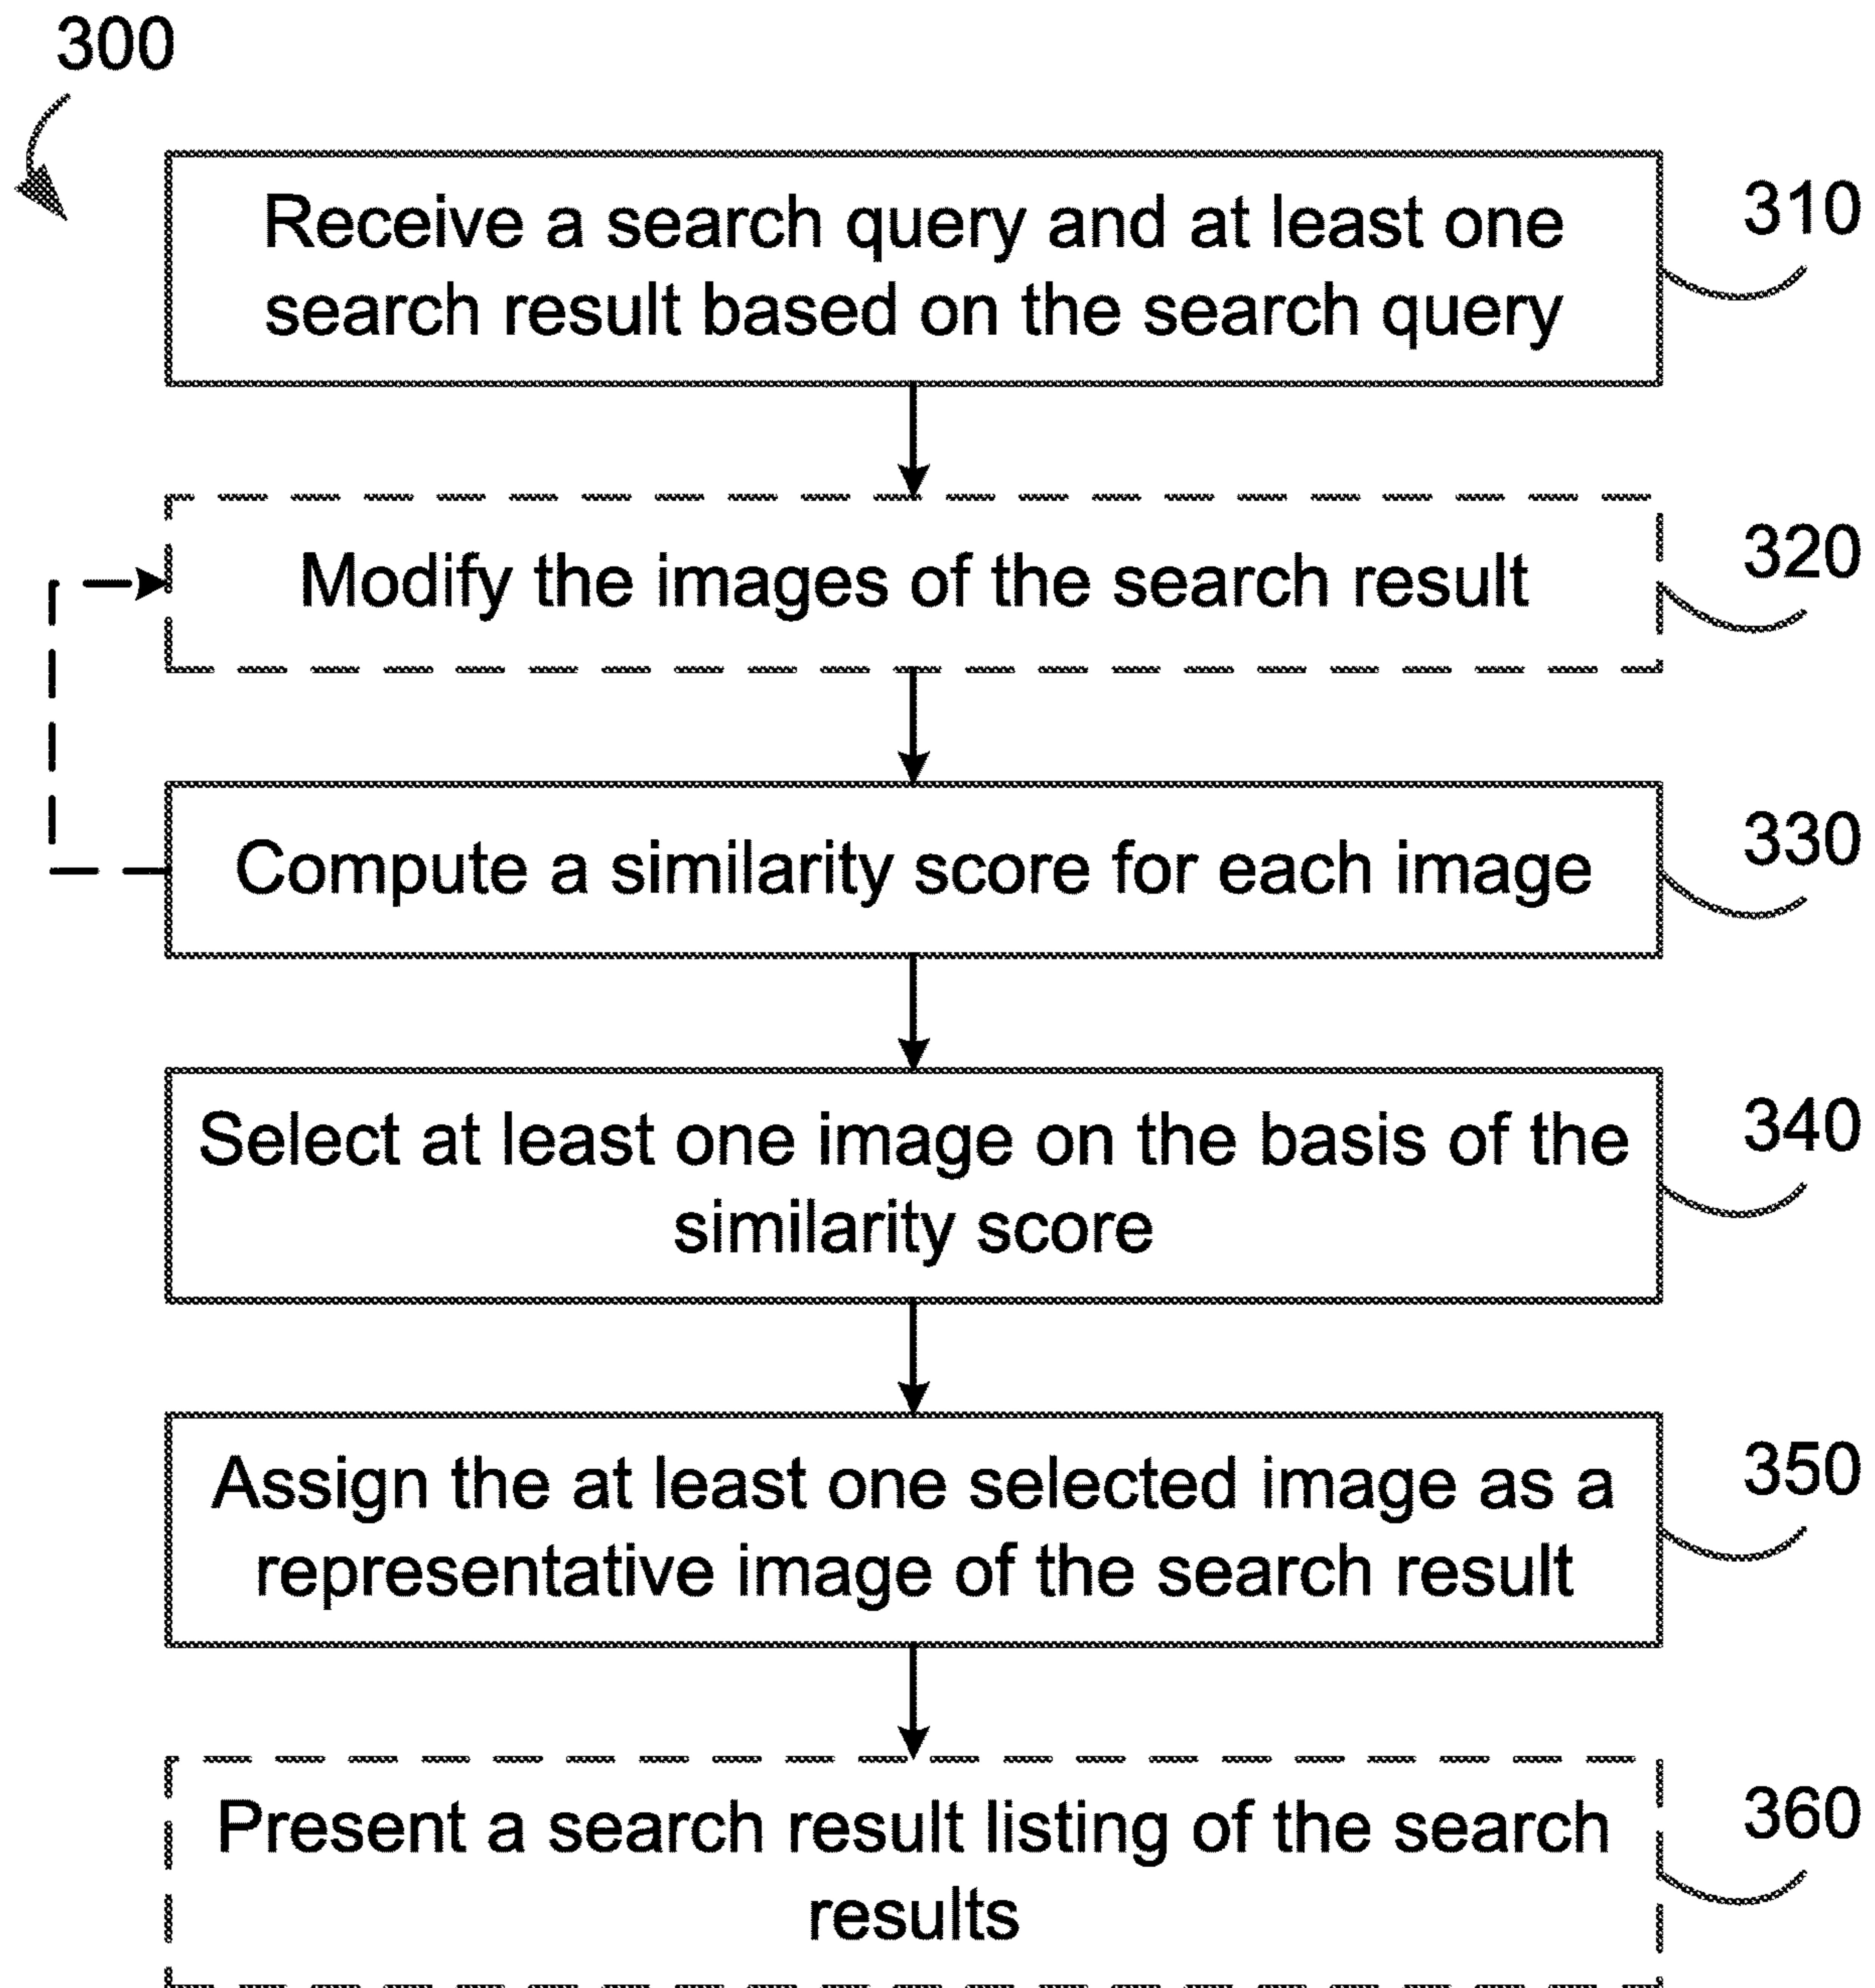 300
Receive a search query and at least one
search result based on the search query
310
Modify the images of the search result
320
Compute a similarity score for each image
330
Select at least one image on the basis of the
similarity score
340
Assign the at least one selected image as a
representative image of the search result
350
Present a search result listing of the search
results
360